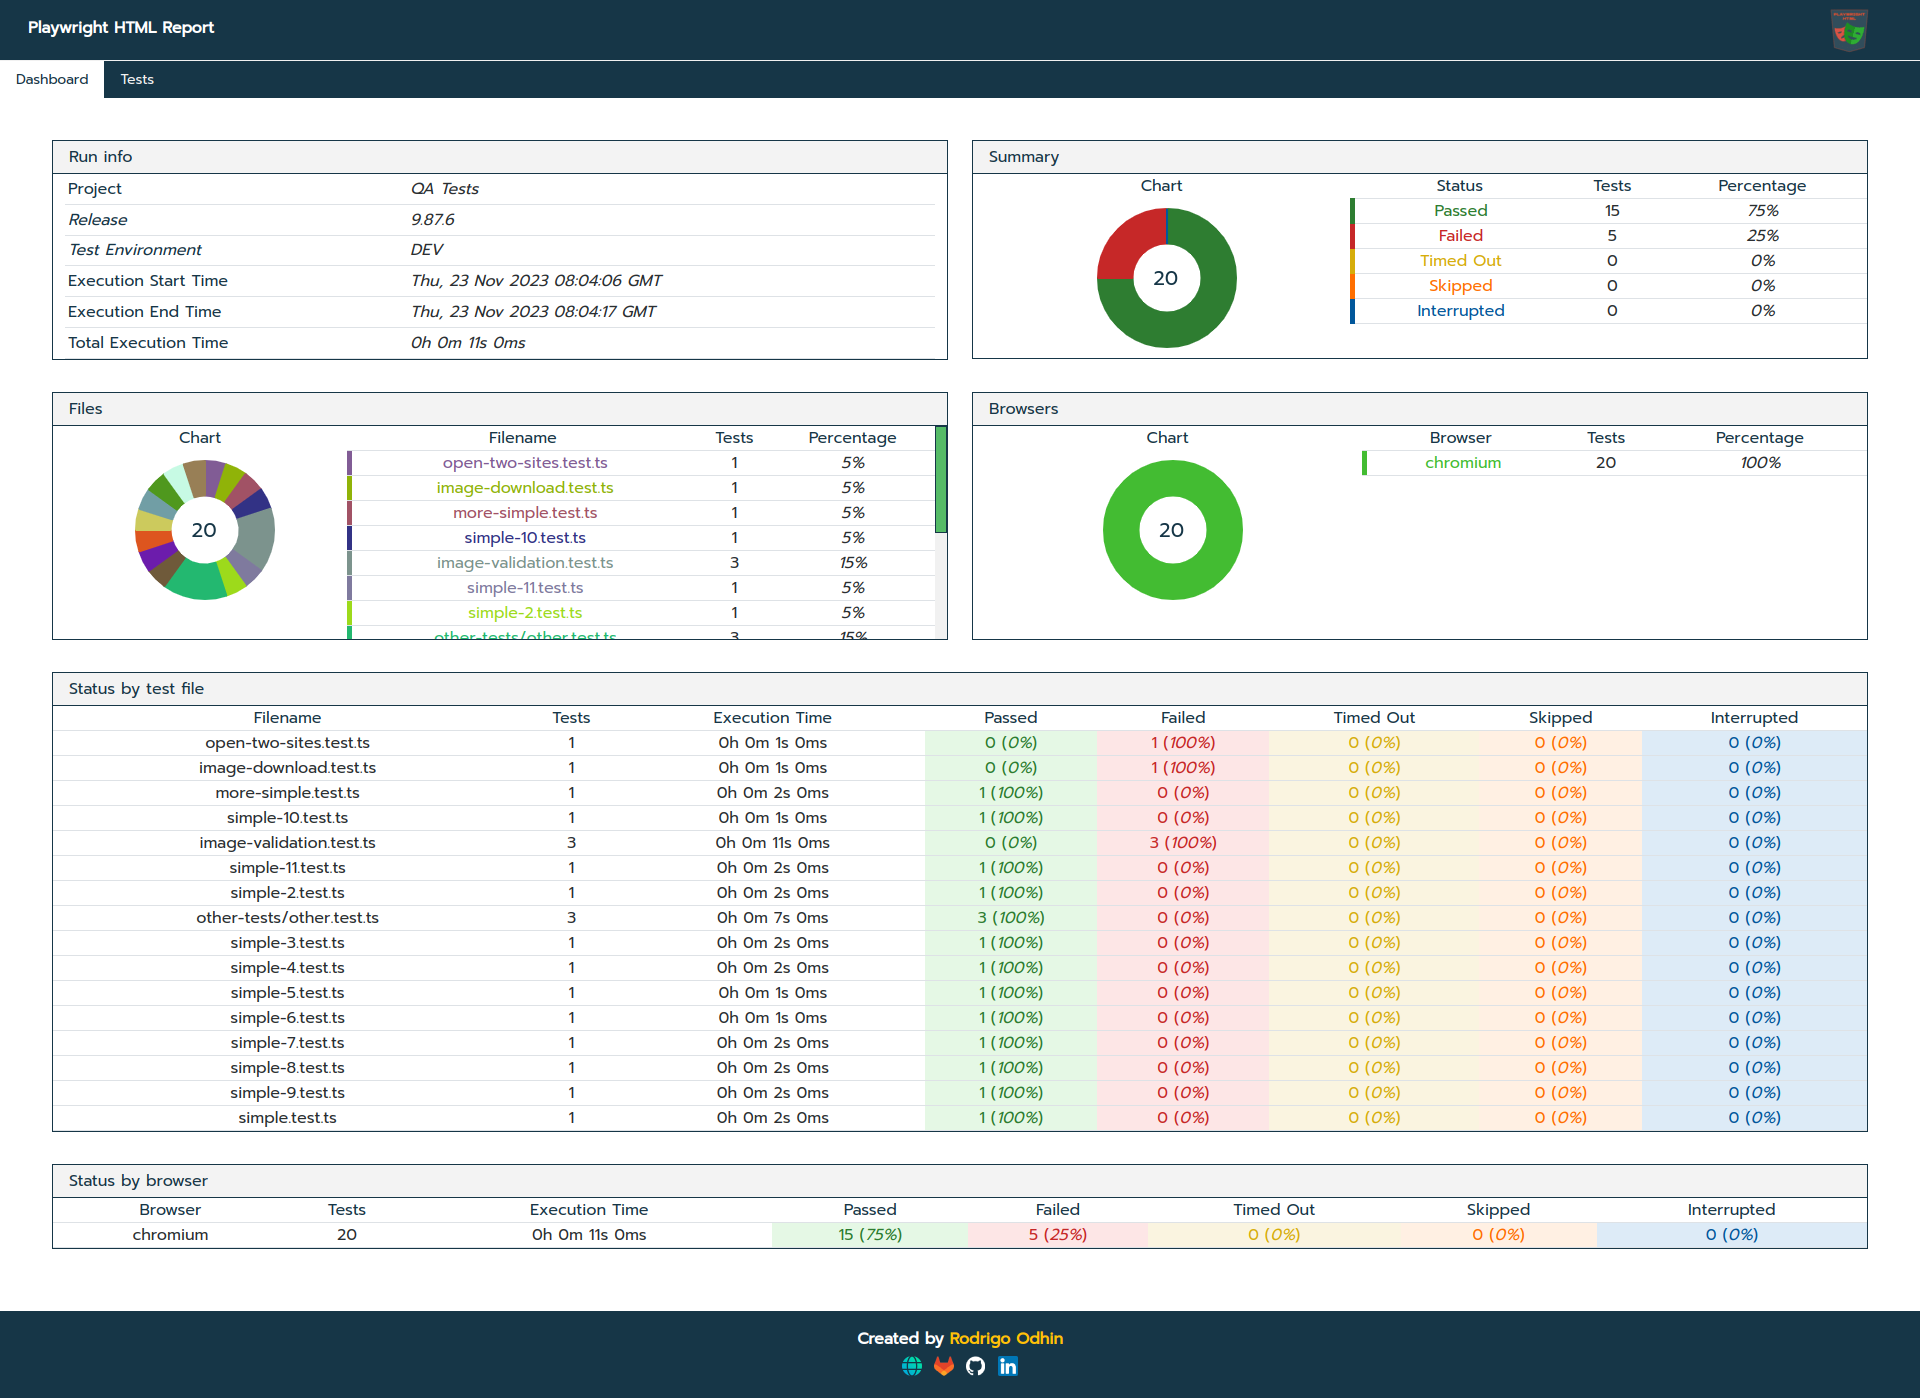 Playwright HTML Report
PLAYWRIGHT
HTML
Dashboard Tests
Run info
Project QA Tests
Release 9.87.6
Test Environment DEV
Execution Start Time Thu, 23 Nov 2023 08:04:06 GMT
Execution End Time Thu, 23 Nov 2023 08:04:17 GMT
Total Execution Time 0h 0m 11s 0ms
Summary
Chart Status Tests Percentage
20
Passed 15 75%
Failed 5 25%
Timed Out 0 0%
Skipped 0 0%
Interrupted 0 0%
Files
Chart Filename Tests Percentage
20
open-two-sites.test.ts 1 5%
image-download.test.ts 1 5%
more-simple.test.ts 1 5%
simple-10.test.ts 1 5%
image-validation.test.ts 3 15%
simple-11.test.ts 1 5%
simple-2.test.ts 1 5%
other-tests/other.test.ts 3 15%
Browsers
Chart Browser Tests Percentage
20
chromium 20 100%
Status by test file
Filename Tests Execution Time Passed Failed Timed Out Skipped Interrupted
open-two-sites.test.ts 1 0h 0m 1s 0ms 0 (0%) 1 (100%) 0 (0%) 0 (0%) 0 (0%)
image-download.test.ts 1 0h 0m 1s 0ms 0 (0%) 1 (100%) 0 (0%) 0 (0%) 0 (0%)
more-simple.test.ts 1 0h 0m 2s 0ms 1 (100%) 0 (0%) 0 (0%) 0 (0%) 0 (0%)
simple-10.test.ts 1 0h 0m 1s 0ms 1 (100%) 0 (0%) 0 (0%) 0 (0%) 0 (0%)
image-validation.test.ts 3 0h 0m 11s 0ms 0 (0%) 3 (100%) 0 (0%) 0 (0%) 0 (0%)
simple-11.test.ts 1 0h 0m 2s 0ms 1 (100%) 0 (0%) 0 (0%) 0 (0%) 0 (0%)
simple-2.test.ts 1 0h 0m 2s 0ms 1 (100%) 0 (0%) 0 (0%) 0 (0%) 0 (0%)
other-tests/other.test.ts 3 0h 0m 7s 0ms 3 (100%) 0 (0%) 0 (0%) 0 (0%) 0 (0%)
simple-3.test.ts 1 0h 0m 2s 0ms 1 (100%) 0 (0%) 0 (0%) 0 (0%) 0 (0%)
simple-4.test.ts 1 0h 0m 2s 0ms 1 (100%) 0 (0%) 0 (0%) 0 (0%) 0 (0%)
simple-5.test.ts 1 0h 0m 1s 0ms 1 (100%) 0 (0%) 0 (0%) 0 (0%) 0 (0%)
simple-6.test.ts 1 0h 0m 1s 0ms 1 (100%) 0 (0%) 0 (0%) 0 (0%) 0 (0%)
simple-7.test.ts 1 0h 0m 2s 0ms 1 (100%) 0 (0%) 0 (0%) 0 (0%) 0 (0%)
simple-8.test.ts 1 0h 0m 2s 0ms 1 (100%) 0 (0%) 0 (0%) 0 (0%) 0 (0%)
simple-9.test.ts 1 0h 0m 2s 0ms 1 (100%) 0 (0%) 0 (0%) 0 (0%) 0 (0%)
simple.test.ts 1 0h 0m 2s 0ms 1 (100%) 0 (0%) 0 (0%) 0 (0%) 0 (0%)
Status by browser
Browser Tests Execution Time Passed Failed Timed Out Skipped Interrupted
chromium 20 0h 0m 11s 0ms 15 (75%) 5 (25%) 0 (0%) 0 (0%) 0 (0%)
Created by Rodrigo Odhin
in